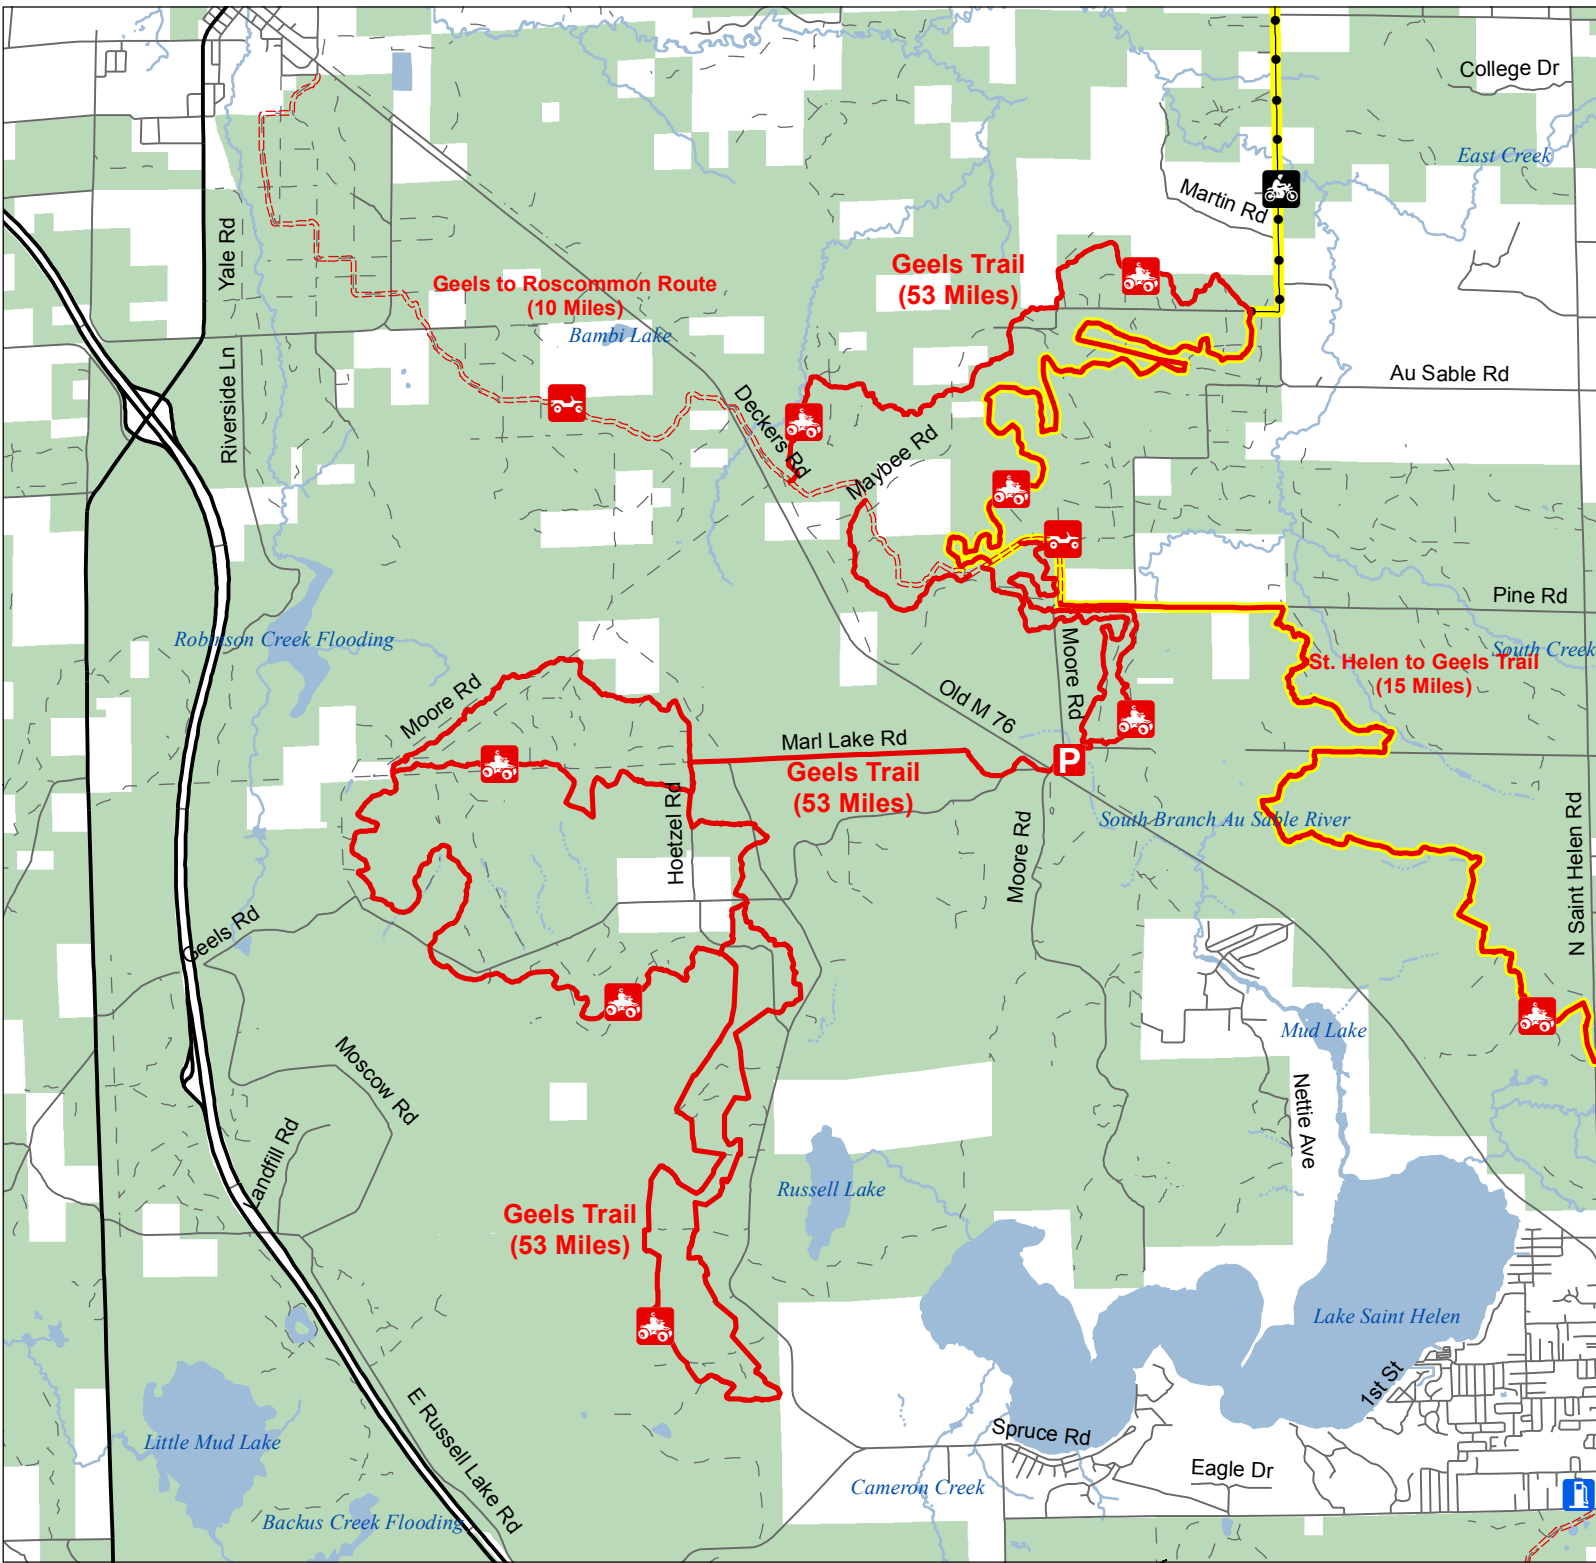 College Dr
East Creek
Martin Rd
Yale Rd
Geels Trail
(53 Miles)
Geels to Roscommon Route
(10 Miles)
Bambi Lake
Riverside Ln
Au Sable Rd
Deckers Rd
Maybee Rd
Pine Rd
Robinson Creek Flooding
South Creek
St. Helen to Geels Trail
(15 Miles)
Moore Rd
Moore Rd
Old M 76
Marl Lake Rd
P
Geels Trail
(53 Miles)
Hoetzel Rd
South Branch Au Sable River
Moore Rd
N Saint Helen Rd
Geels Rd
Mud Lake
Moscow Rd
Nettie Ave
Landfill Rd
Russell Lake
Geels Trail
(53 Miles)
Lake Saint Helen
1st St
Spruce Rd
Little Mud Lake
E Russell Lake Rd
Eagle Dr
Cameron Creek
Backus Creek Flooding